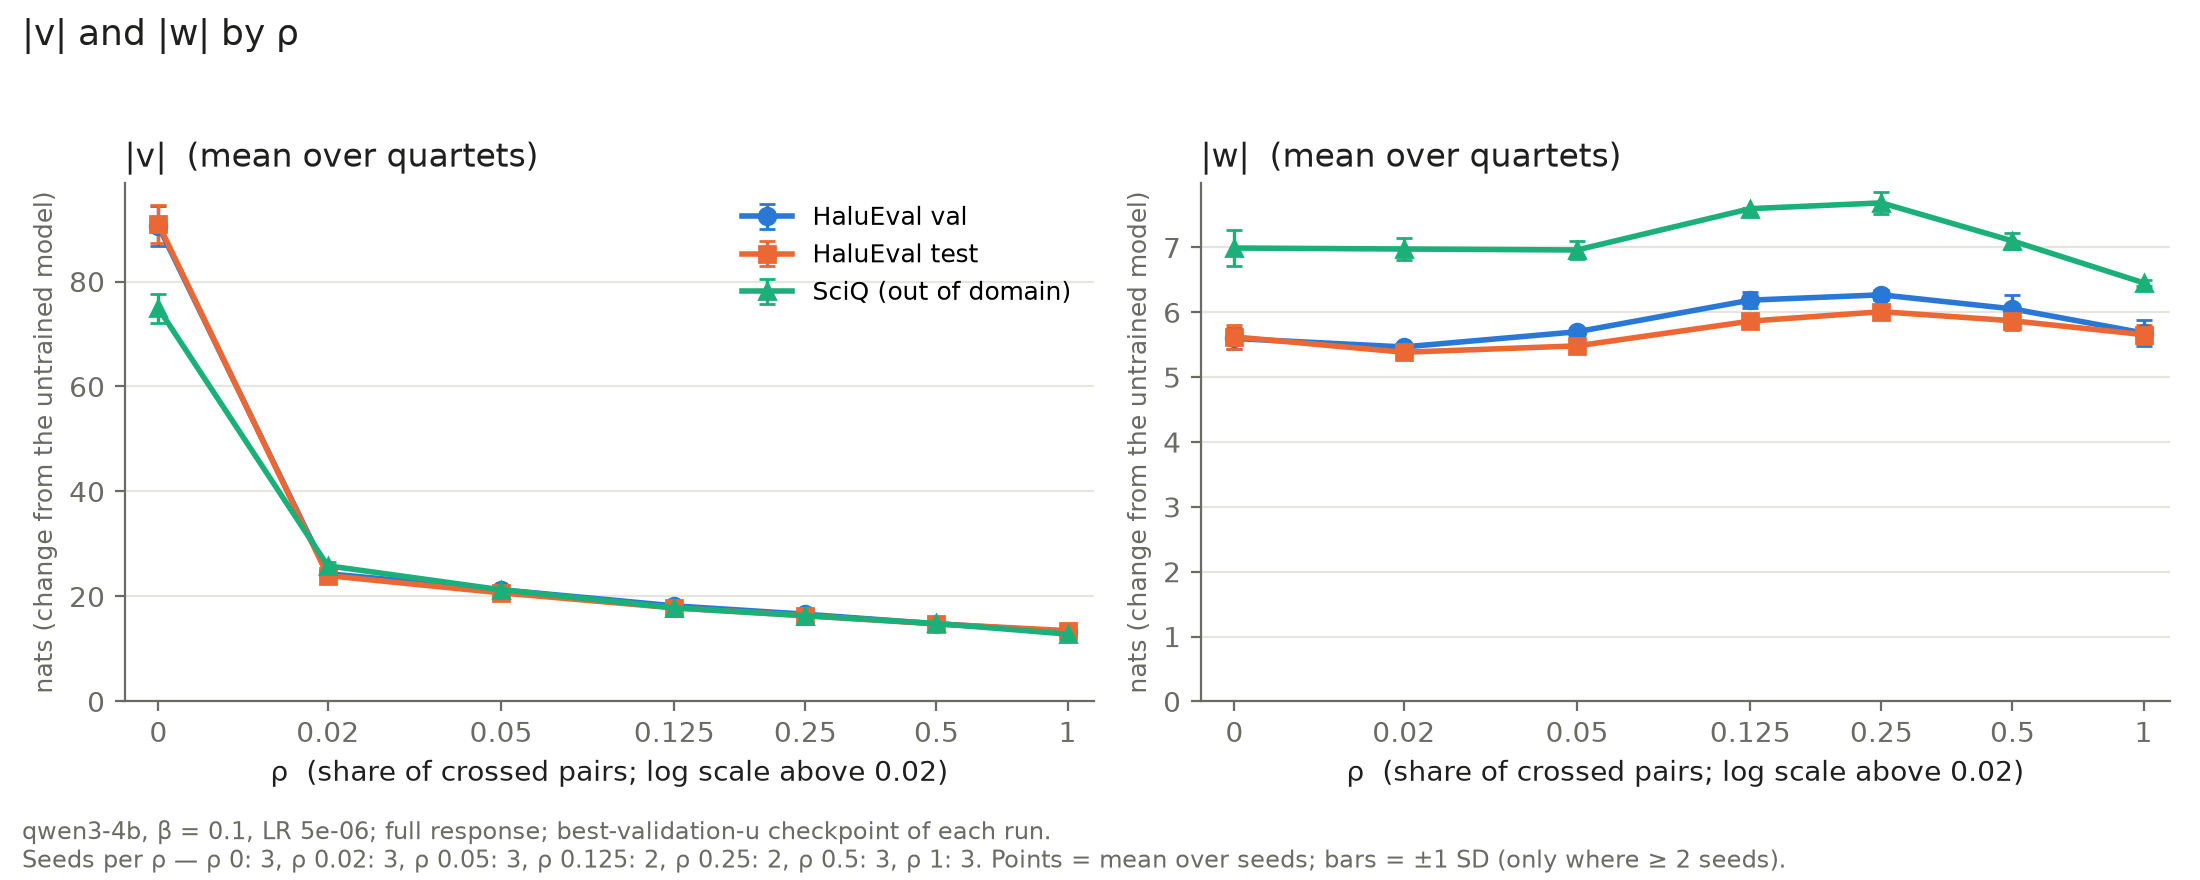 |v| and |w| by ρ
|v|  (mean over quartets)
nats (change from the untrained model)
80
60
40
20
0
HaluEval val
HaluEval test
SciQ (out of domain)
0
0.02
0.05
0.125
0.25
0.5
1
ρ  (share of crossed pairs; log scale above 0.02)
|w|  (mean over quartets)
nats (change from the untrained model)
7
6
5
4
3
2
1
0
0
0.02
0.05
0.125
0.25
0.5
1
ρ  (share of crossed pairs; log scale above 0.02)
qwen3-4b, β = 0.1, LR 5e-06; full response; best-validation-u checkpoint of each run.
Seeds per ρ — ρ 0: 3, ρ 0.02: 3, ρ 0.05: 3, ρ 0.125: 2, ρ 0.25: 2, ρ 0.5: 3, ρ 1: 3. Points = mean over seeds; bars = ±1 SD (only where ≥ 2 seeds).